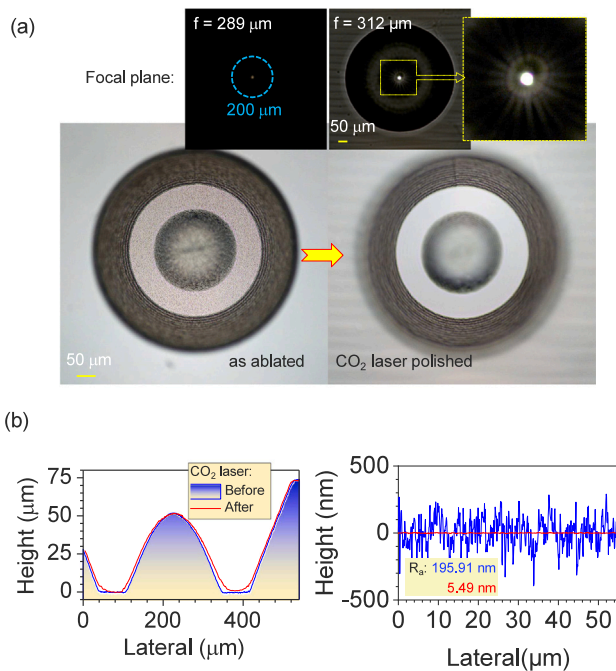 (a)
f = 289 μm
f = 312 μm
Focal plane:
200 μm
50 μm
50 μm
as ablated
CO2 laser polished
(b)
75
50
25
0
Height (μm)
CO2 laser:
Before
After
0
200
400
Lateral (μm)
500
0
-500
Height (nm)
Ra: 195.91 nm
5.49 nm
0
10
20
30
40
50
Lateral(μm)